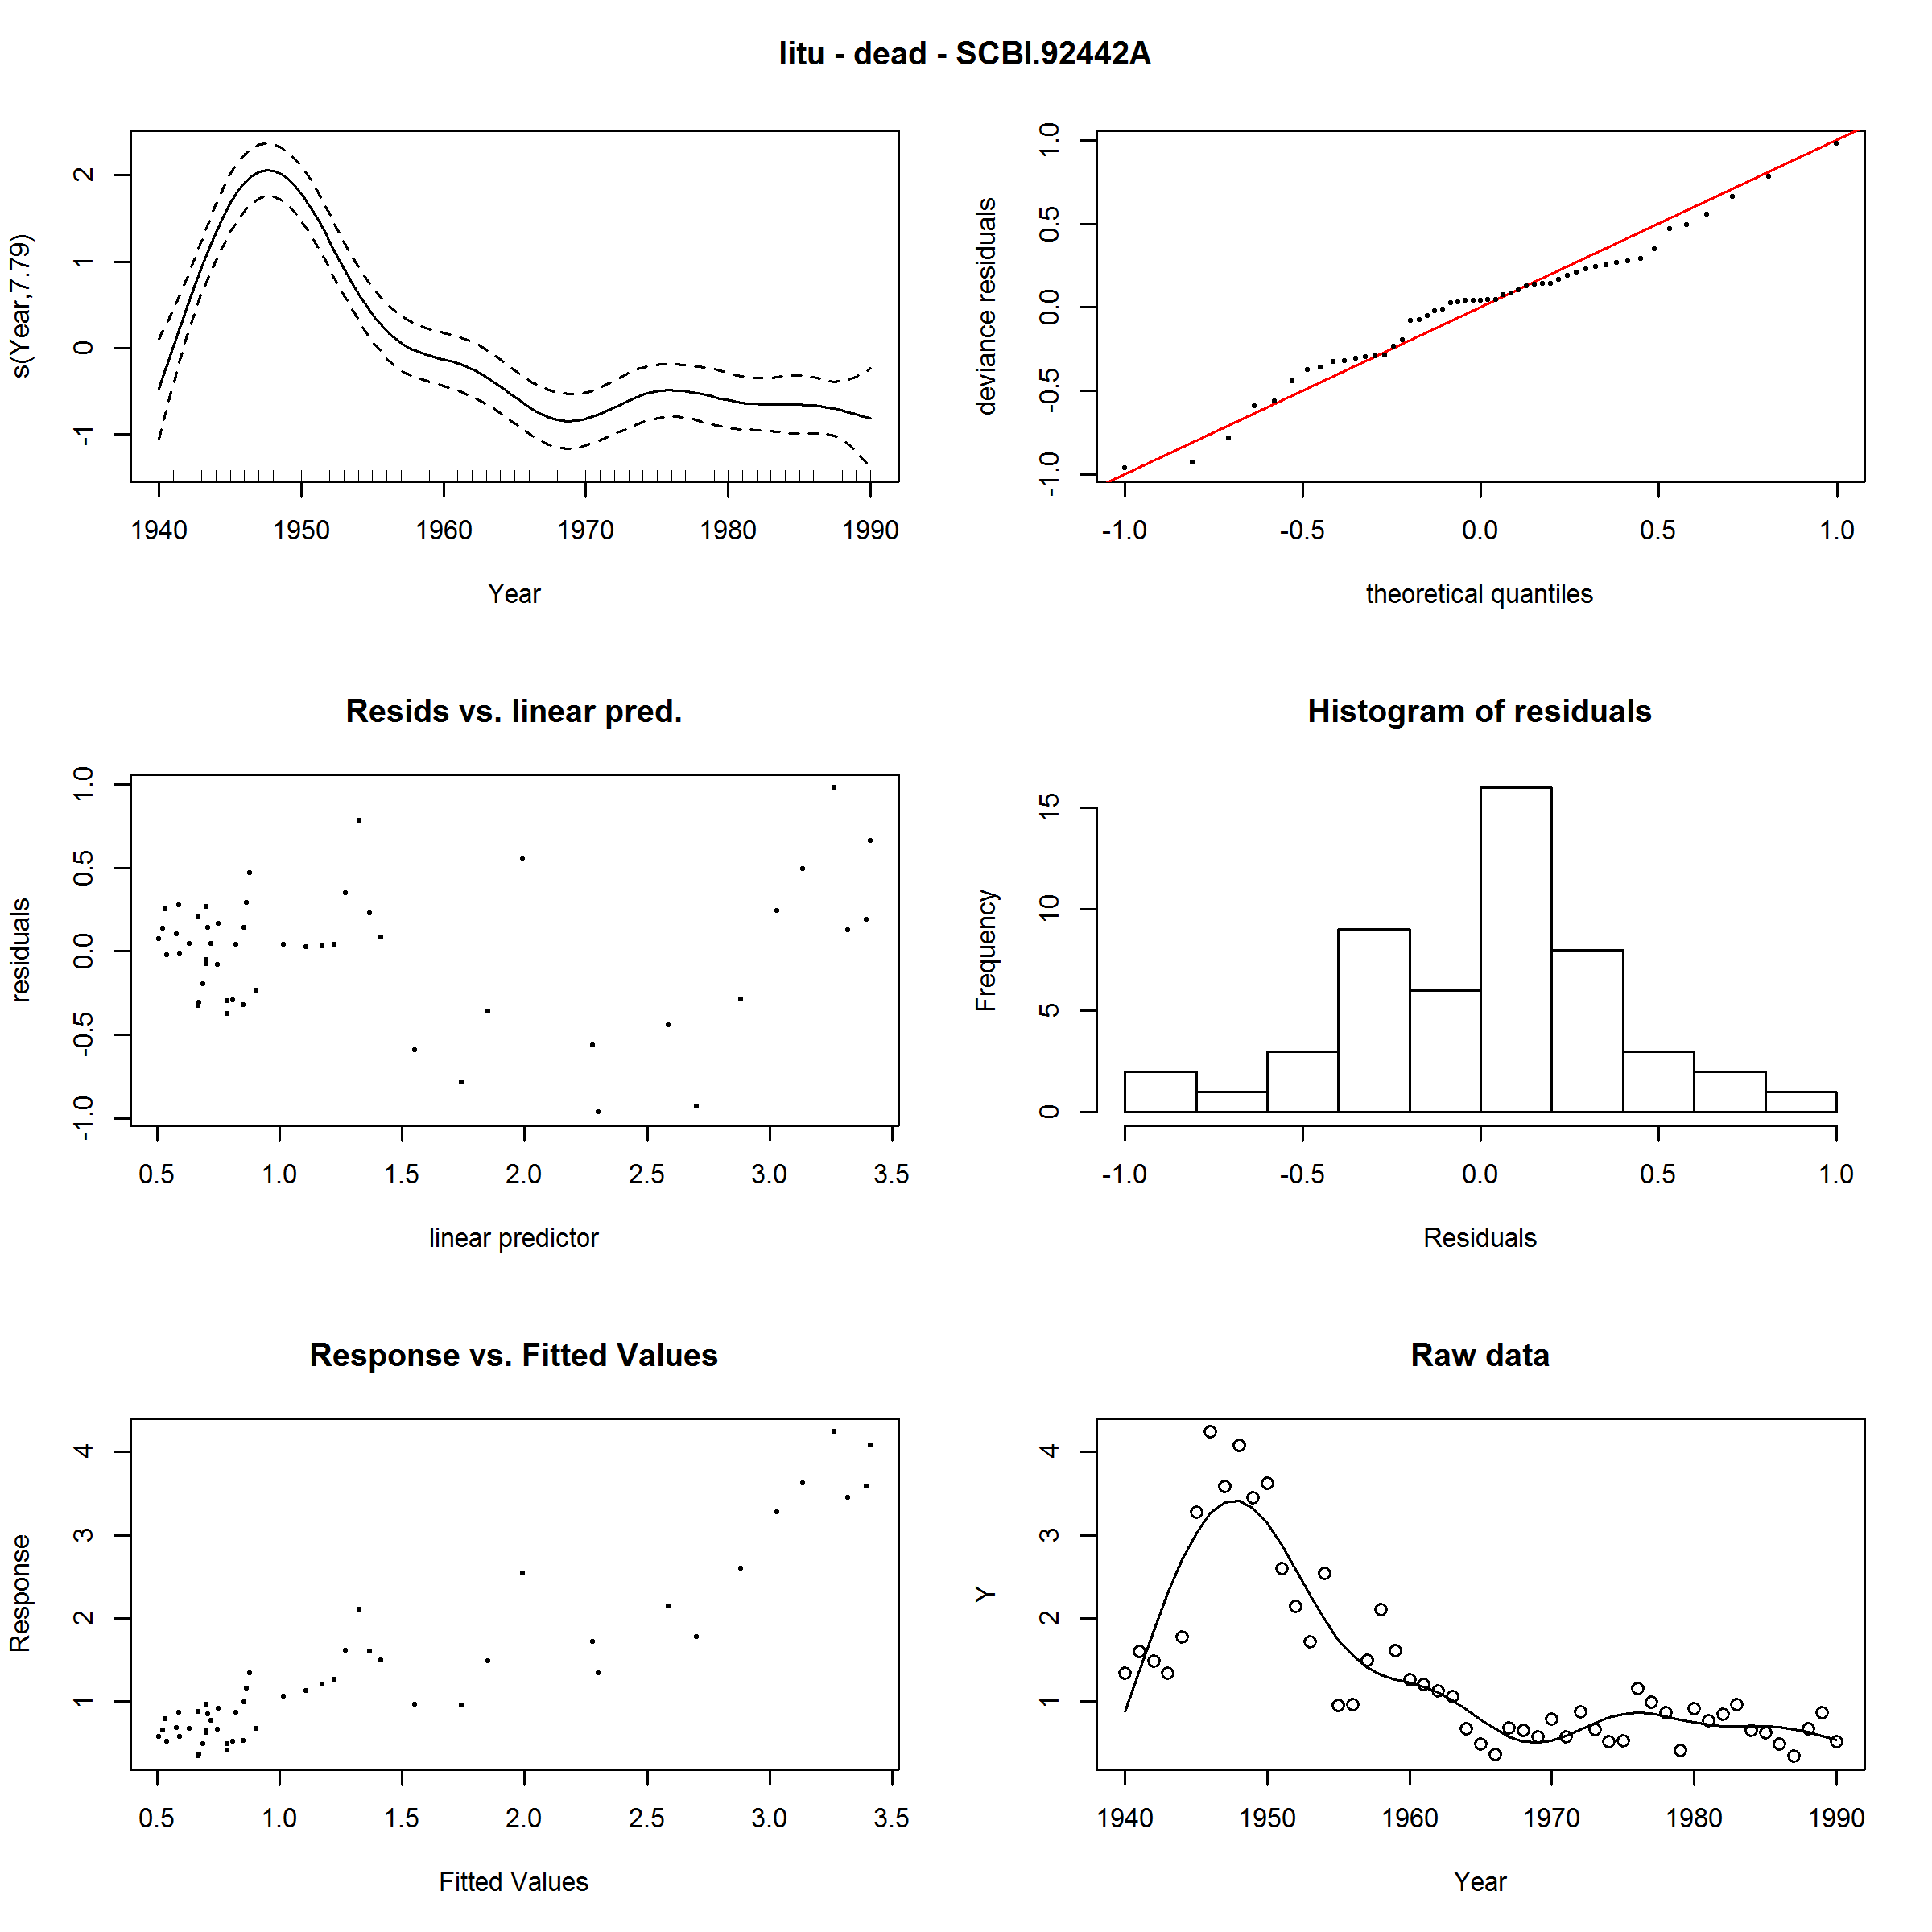 litu - dead - SCBI.92442A
s(Year,7.79)
2
1
0
-1
1940 1950 1960 1970 1980 1990
Year
deviance residuals
1.0
0.5
0.0
-0.5
-1.0
-1.0 -0.5 0.0 0.5 1.0
theoretical quantiles
Resids vs. linear pred.
residuals
1.0
0.5
0.0
-0.5
-1.0
0.5 1.0 1.5 2.0 2.5 3.0 3.5
linear predictor
Histogram of residuals
Frequency
15
10
5
0
-1.0 -0.5 0.0 0.5 1.0
Residuals
Response vs. Fitted Values
Response
4
3
2
1
0.5 1.0 1.5 2.0 2.5 3.0 3.5
Fitted Values
Raw data
Y
4
3
2
1
1940 1950 1960 1970 1980 1990
Year